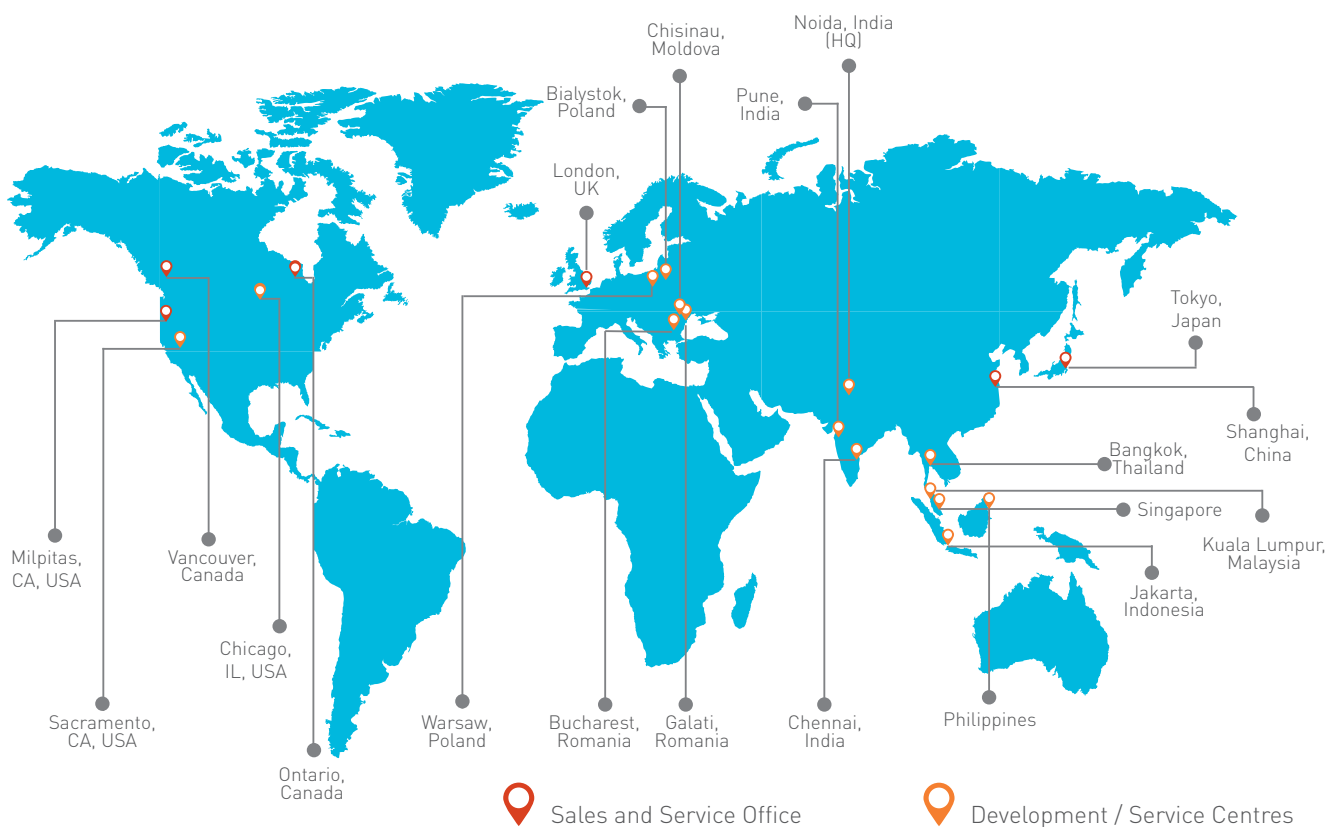 Noida, India
(HQ)
Chisinau,
Moldova
Bialystok,
Poland
Pune,
India
London,
UK
Tokyo,
Japan
Shanghai,
China
Bangkok,
Thailand
Singapore
Kuala Lumpur,
Malaysia
Jakarta,
Indonesia
Milpitas,
CA, USA
Vancouver,
Canada
Chicago,
IL, USA
Sacramento,
CA, USA
Warsaw,
Poland
Bucharest,
Romania
Galati,
Romania
Chennai,
India
Philippines
Ontario,
Canada
Sales and Service Office
Development / Service Centres